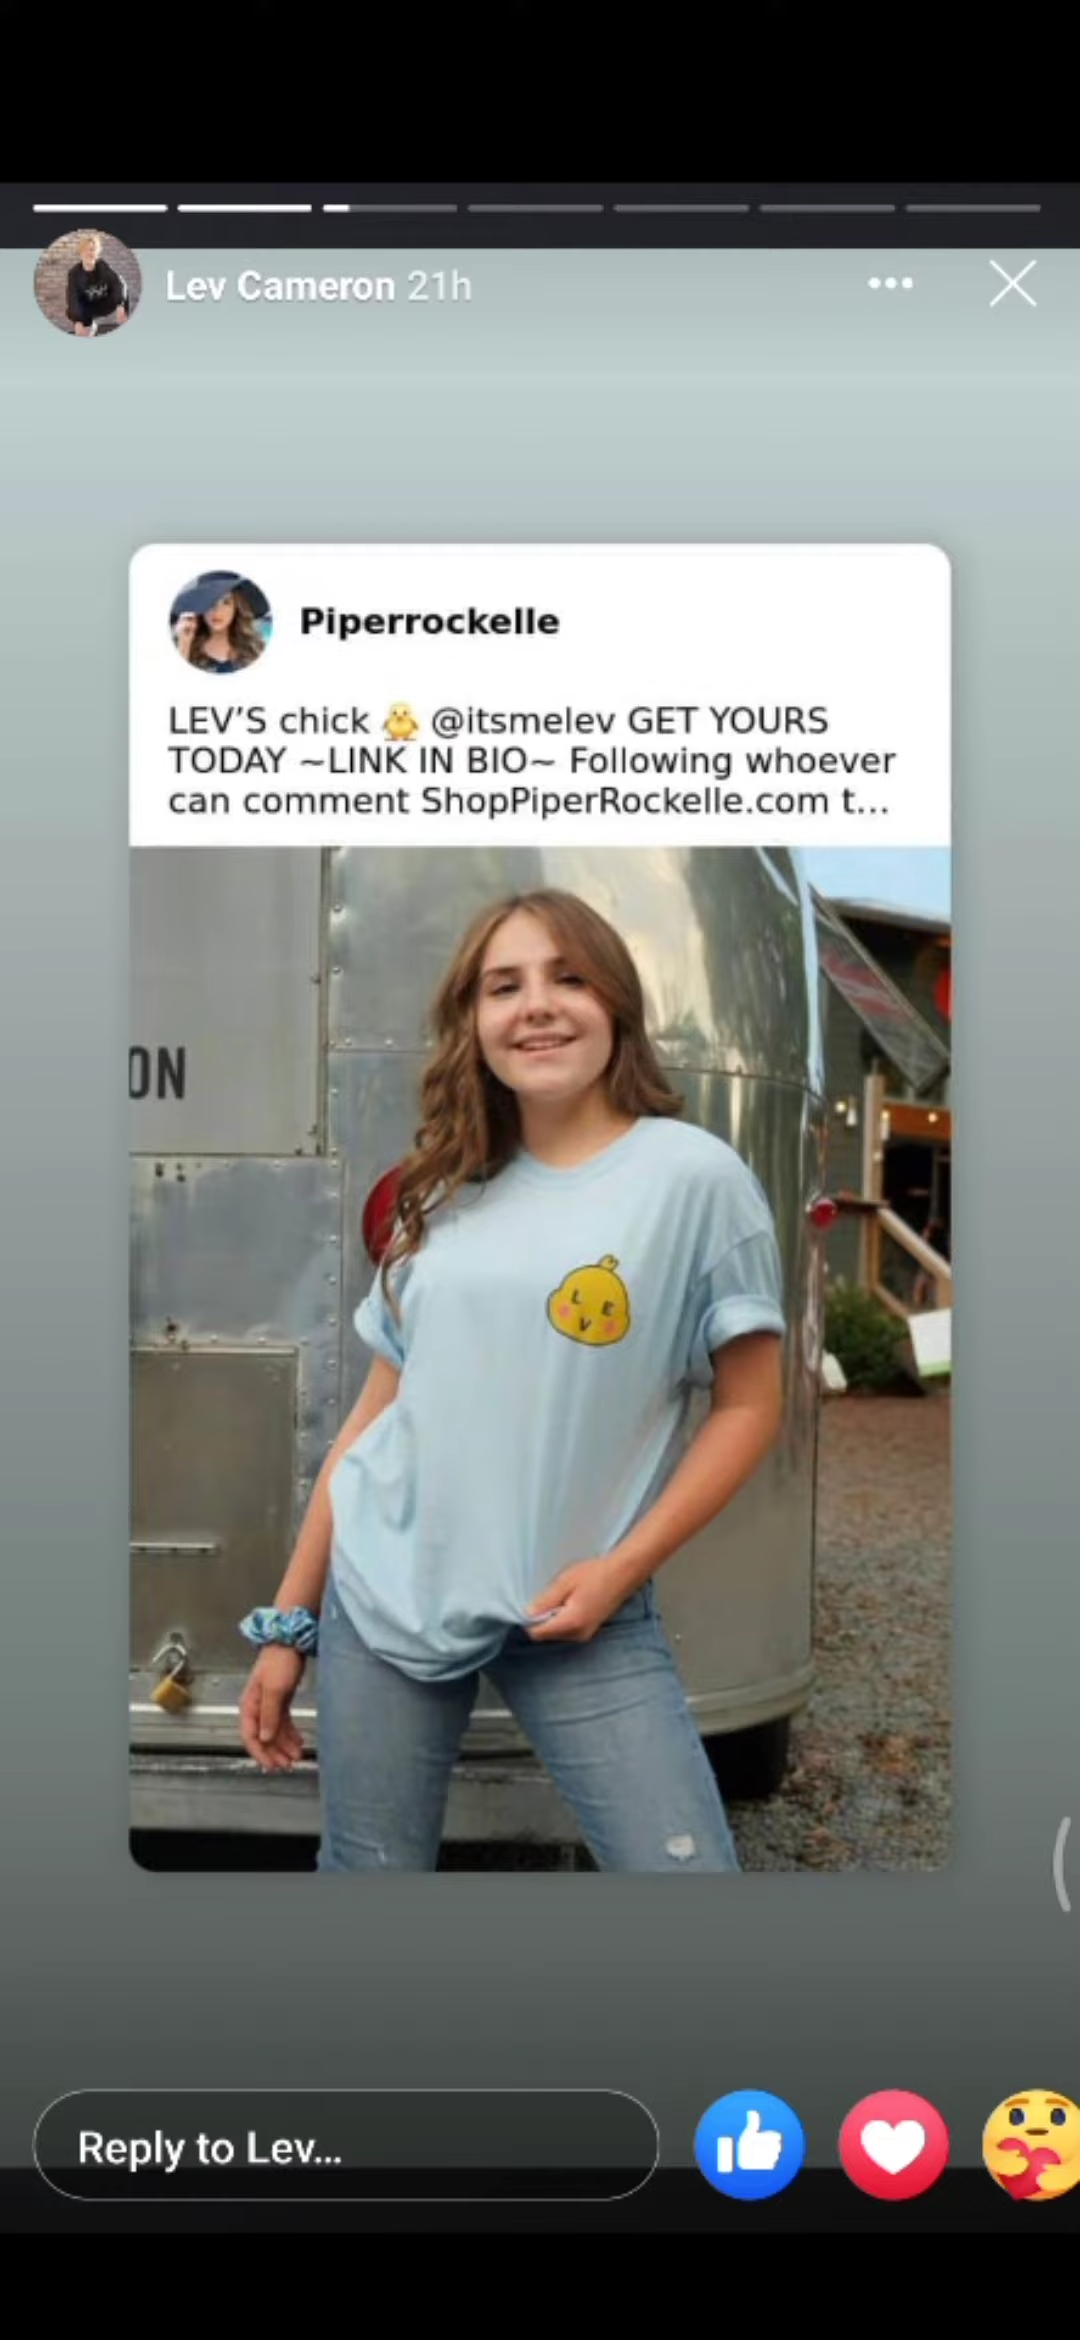 Lev Cameron 21h
Piperrockelle
LEV’S chick 🐥 @itsmelev GET YOURS
TODAY ~LINK IN BIO~ Following whoever
can comment ShopPiperRockelle.com t...
ON
L E
V
Reply to Lev...